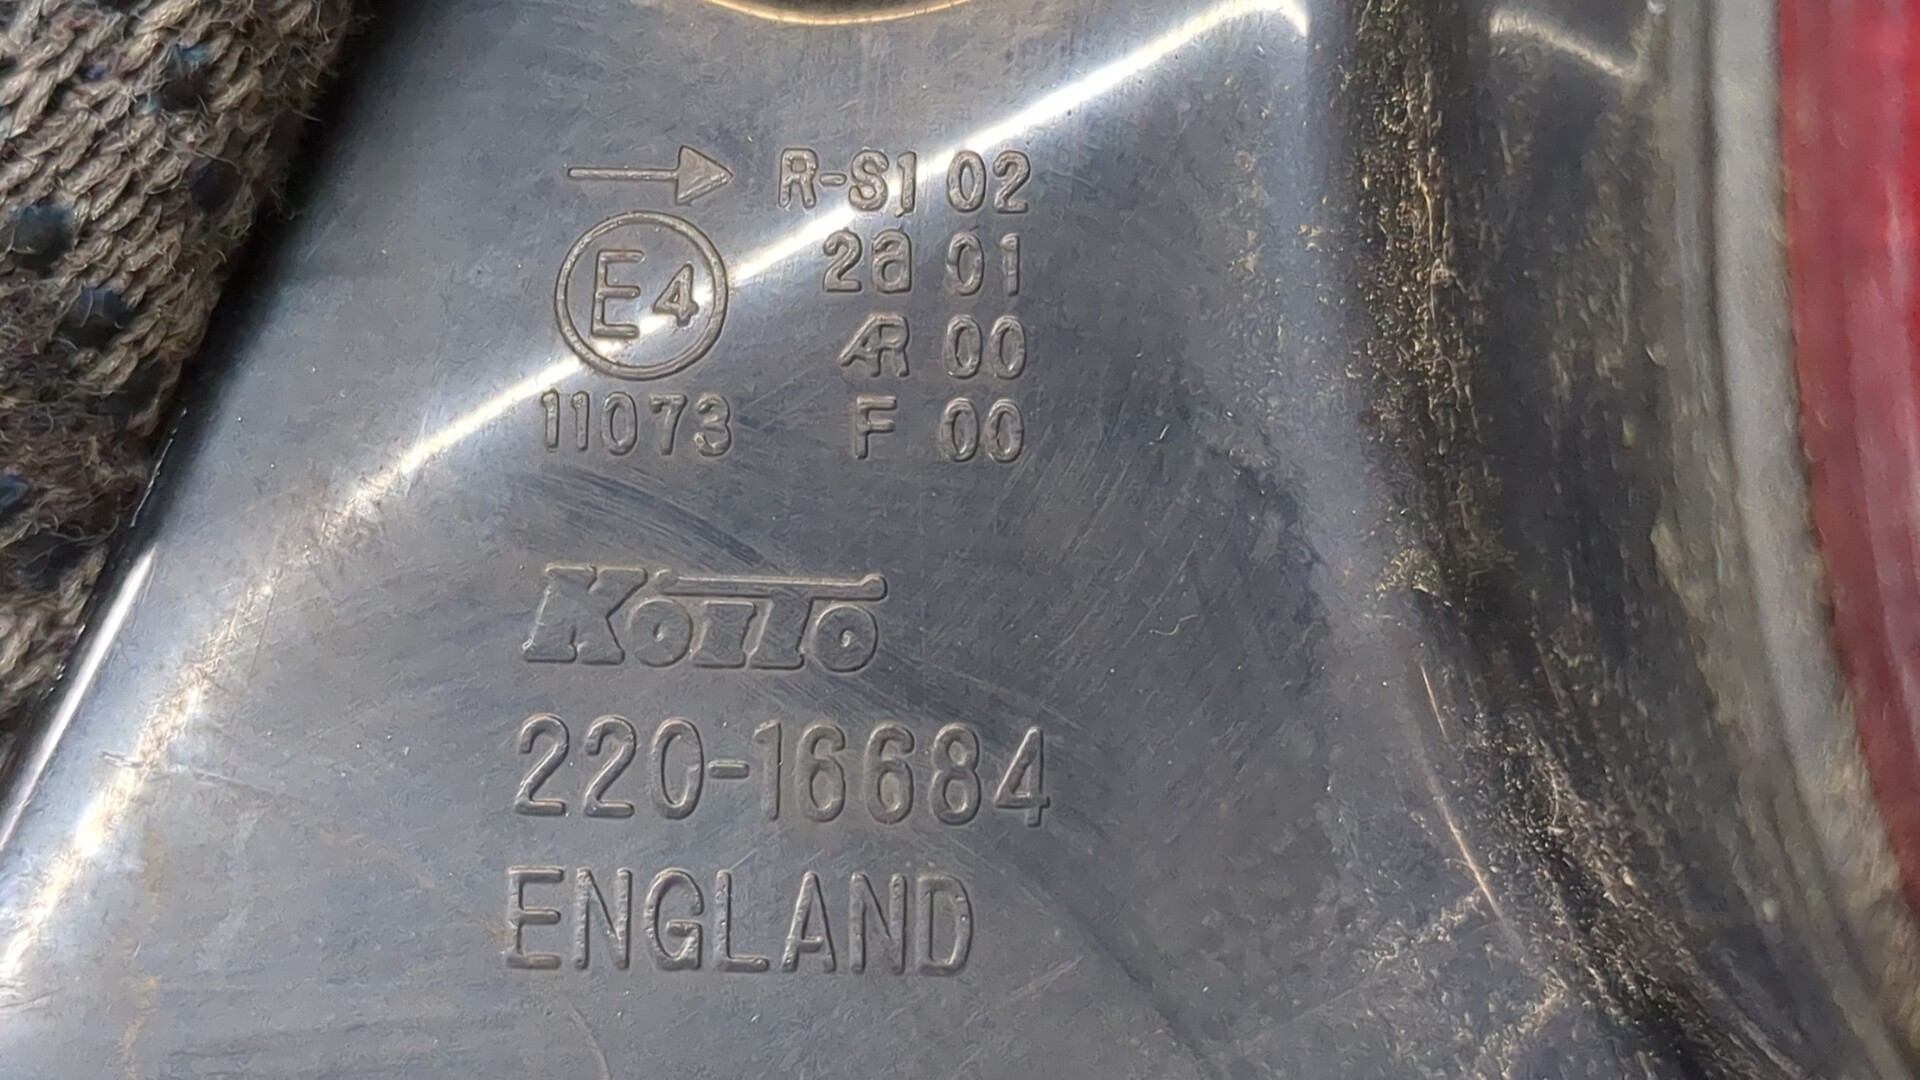 → R-S1 02
E4 2a 01
AR 00
11073 F 00
KOITO
220-16684
ENGLAND